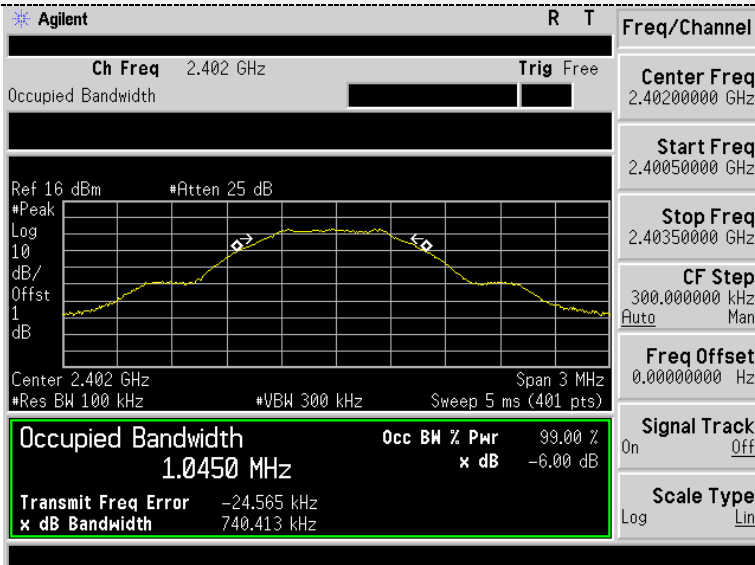 Agilent R T
Ch Freq 2.402 GHz Trig Free
Occupied Bandwidth
Ref 16 dBm #Atten 25 dB
#Peak
Log
10
dB/
Offst
1
dB
Center 2.402 GHz Span 3 MHz
#Res BW 100 kHz #VBW 300 kHz Sweep 5 ms (401 pts)
Occupied Bandwidth Occ BW % Pwr 99.00 %
1.0450 MHz x dB -6.00 dB
Transmit Freq Error -24.565 kHz
x dB Bandwidth 740.413 kHz
Freq/Channel
Center Freq
2.40200000 GHz
Start Freq
2.40050000 GHz
Stop Freq
2.40350000 GHz
CF Step
300.000000 kHz
Auto Man
Freq Offset
0.00000000 Hz
Signal Track
On Off
Scale Type
Log Lin